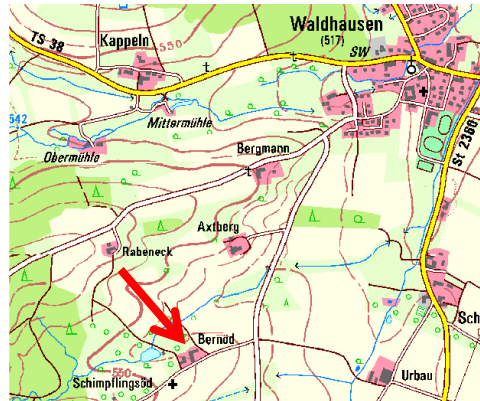 Waldhausen
(517)
TS 38
Kappeln
550
SW
542
Mittermühle
Obermühle
Bergmann
St 2360
Axtberg
Rabeneck
Bernöd
Sch
Schimpflingsöd
550
Urbau